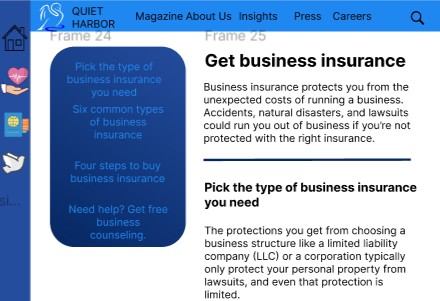 QUIET
HARBOR
Magazine About Us Insights Press Careers
Frame 24
Frame 25
si...
Pick the type of
business insurance
you need
Six common types
of business
insurance
Four steps to buy
business insurance
Need help? Get free
business
counseling.
Get business insurance
Business insurance protects you from the
unexpected costs of running a business.
Accidents, natural disasters, and lawsuits
could run you out of business if you're not
protected with the right insurance.
Pick the type of business insurance
you need
The protections you get from choosing a
business structure like a limited liability
company (LLC) or a corporation typically
only protect your personal property from
lawsuits, and even that protection is
limited.